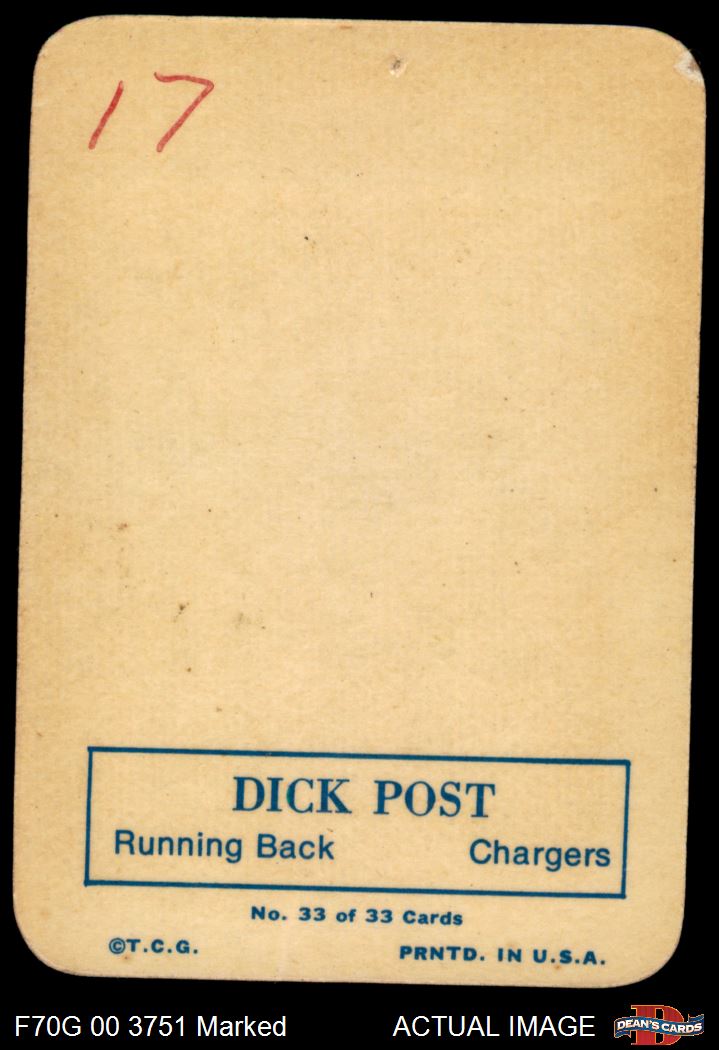 17
DICK POST
Running Back Chargers
No. 33 of 33 Cards
©T.C.G. PRNTD. IN U.S.A.
F70G 00 3751 Marked ACTUAL IMAGE D DEAN'S CARDS